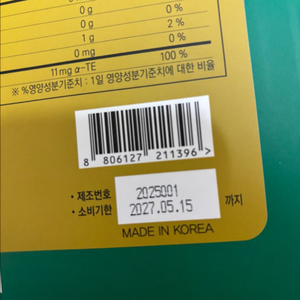 0 g 0 %
0 g 2 %
1 g 0 %
0 mg
11 mg α-TE 100 %
※ %영양성분기준치 : 1일 영양성분기준치에 대한 비율
8 806127 211396 >
• 제조번호 2025001
• 소비기한 2027.05.15 까지
MADE IN KOREA